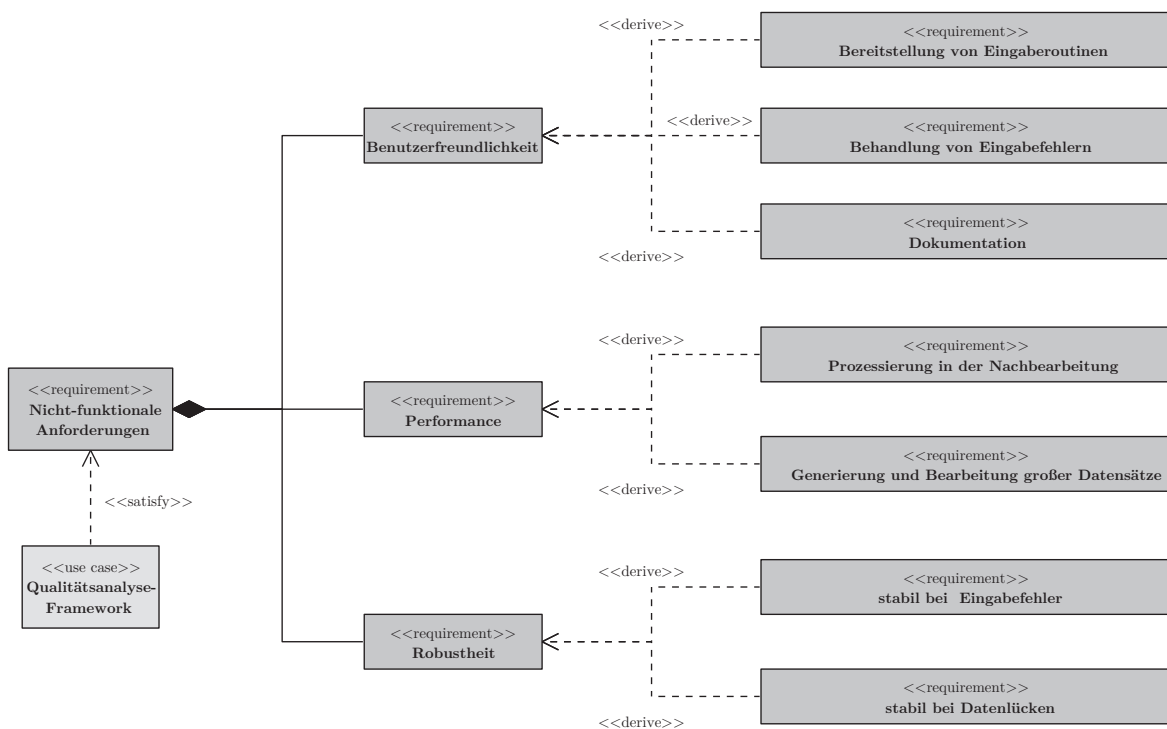 <<derive>>
<<requirement>>
Bereitstellung von Eingaberoutinen
<<requirement>>
Benutzerfreundlichkeit
<<derive>>
<<requirement>>
Behandlung von Eingabefehlern
<<requirement>>
Dokumentation
<<derive>>
<<derive>>
<<requirement>>
Prozessierung in der Nachbearbeitung
<<requirement>>
Nicht-funktionale
Anforderungen
<<requirement>>
Performance
<<requirement>>
Generierung und Bearbeitung großer Datensätze
<<derive>>
<<satisfy>>
<<use case>>
Qualitätsanalyse-
Framework
<<derive>>
<<requirement>>
stabil bei Eingabefehler
<<requirement>>
Robustheit
<<requirement>>
stabil bei Datenlücken
<<derive>>